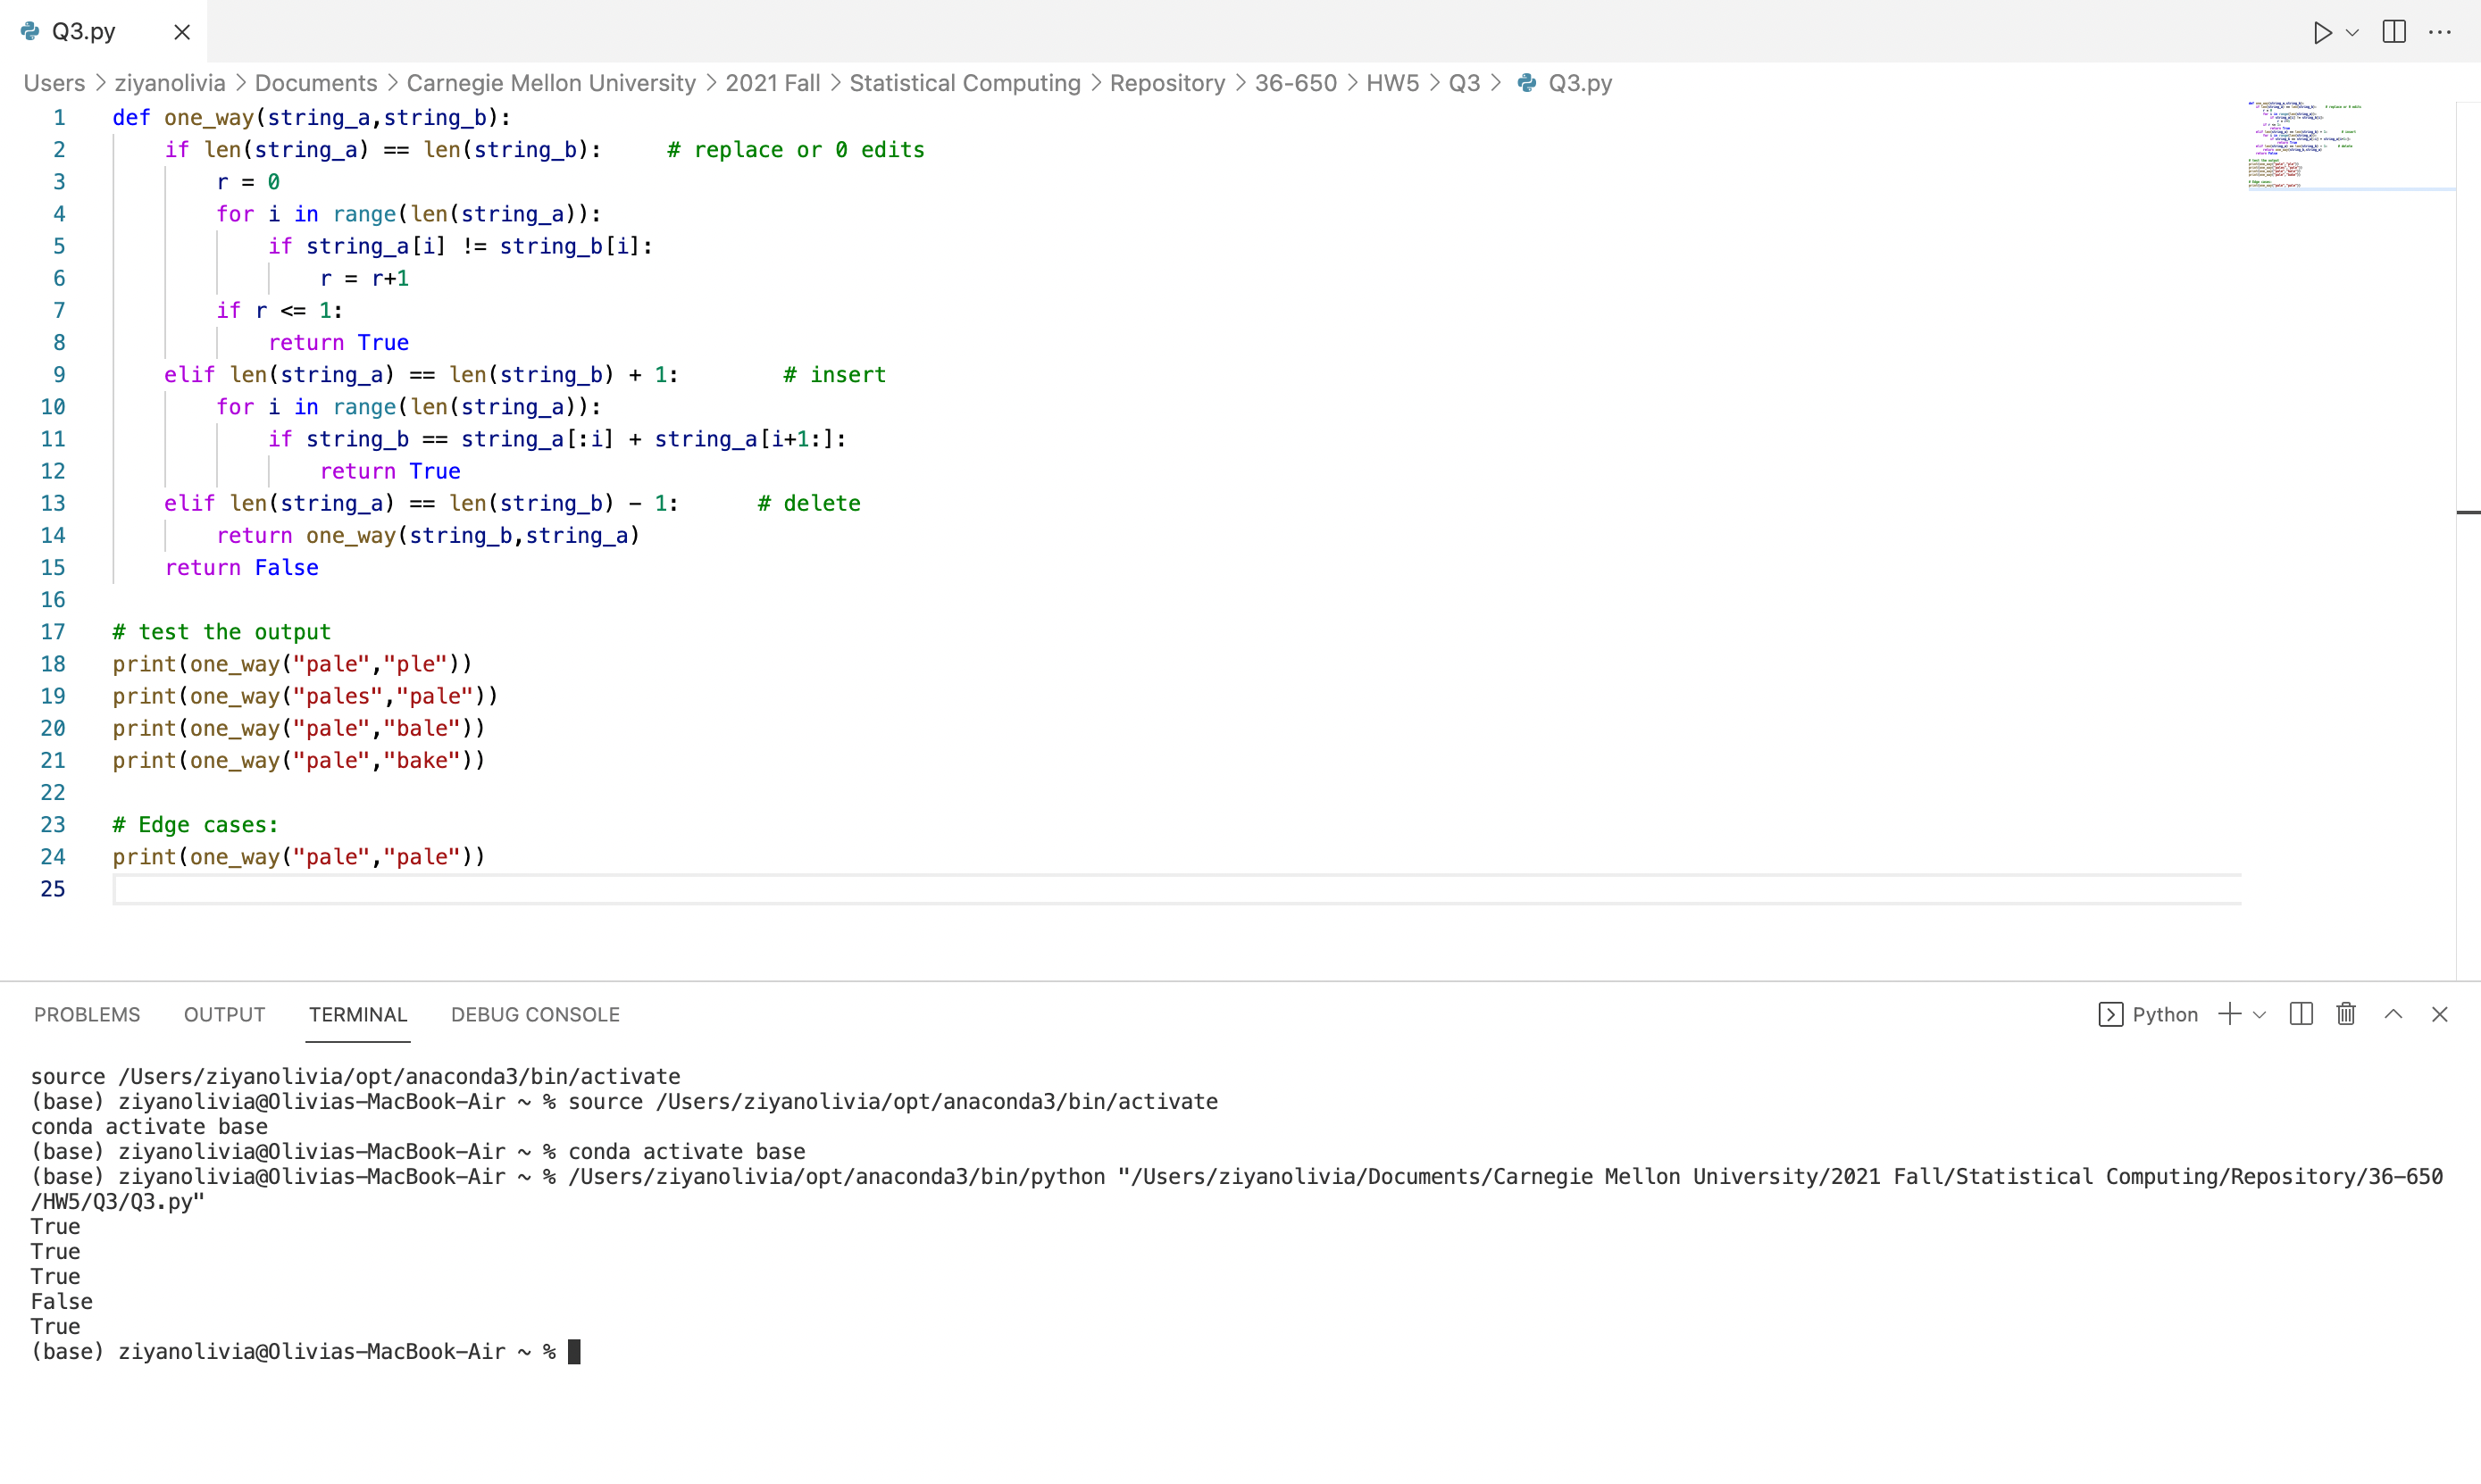 Q3.py
Users > ziyanolivia > Documents > Carnegie Mellon University > 2021 Fall > Statistical Computing > Repository > 36-650 > HW5 > Q3 > Q3.py
1 def one_way(string_a,string_b):
2     if len(string_a) == len(string_b):     # replace or 0 edits
3         r = 0
4         for i in range(len(string_a)):
5             if string_a[i] != string_b[i]:
6                 r = r+1
7         if r <= 1:
8             return True
9     elif len(string_a) == len(string_b) + 1:        # insert
10         for i in range(len(string_a)):
11             if string_b == string_a[:i] + string_a[i+1:]:
12                 return True
13     elif len(string_a) == len(string_b) - 1:      # delete
14         return one_way(string_b,string_a)
15     return False
16
17 # test the output
18 print(one_way("pale","ple"))
19 print(one_way("pales","pale"))
20 print(one_way("pale","bale"))
21 print(one_way("pale","bake"))
22
23 # Edge cases:
24 print(one_way("pale","pale"))
25
PROBLEMS OUTPUT TERMINAL DEBUG CONSOLE Python
source /Users/ziyanolivia/opt/anaconda3/bin/activate
(base) ziyanolivia@Olivias-MacBook-Air ~ % source /Users/ziyanolivia/opt/anaconda3/bin/activate
conda activate base
(base) ziyanolivia@Olivias-MacBook-Air ~ % conda activate base
(base) ziyanolivia@Olivias-MacBook-Air ~ % /Users/ziyanolivia/opt/anaconda3/bin/python "/Users/ziyanolivia/Documents/Carnegie Mellon University/2021 Fall/Statistical Computing/Repository/36-650
/HW5/Q3/Q3.py"
True
True
True
False
True
(base) ziyanolivia@Olivias-MacBook-Air ~ %